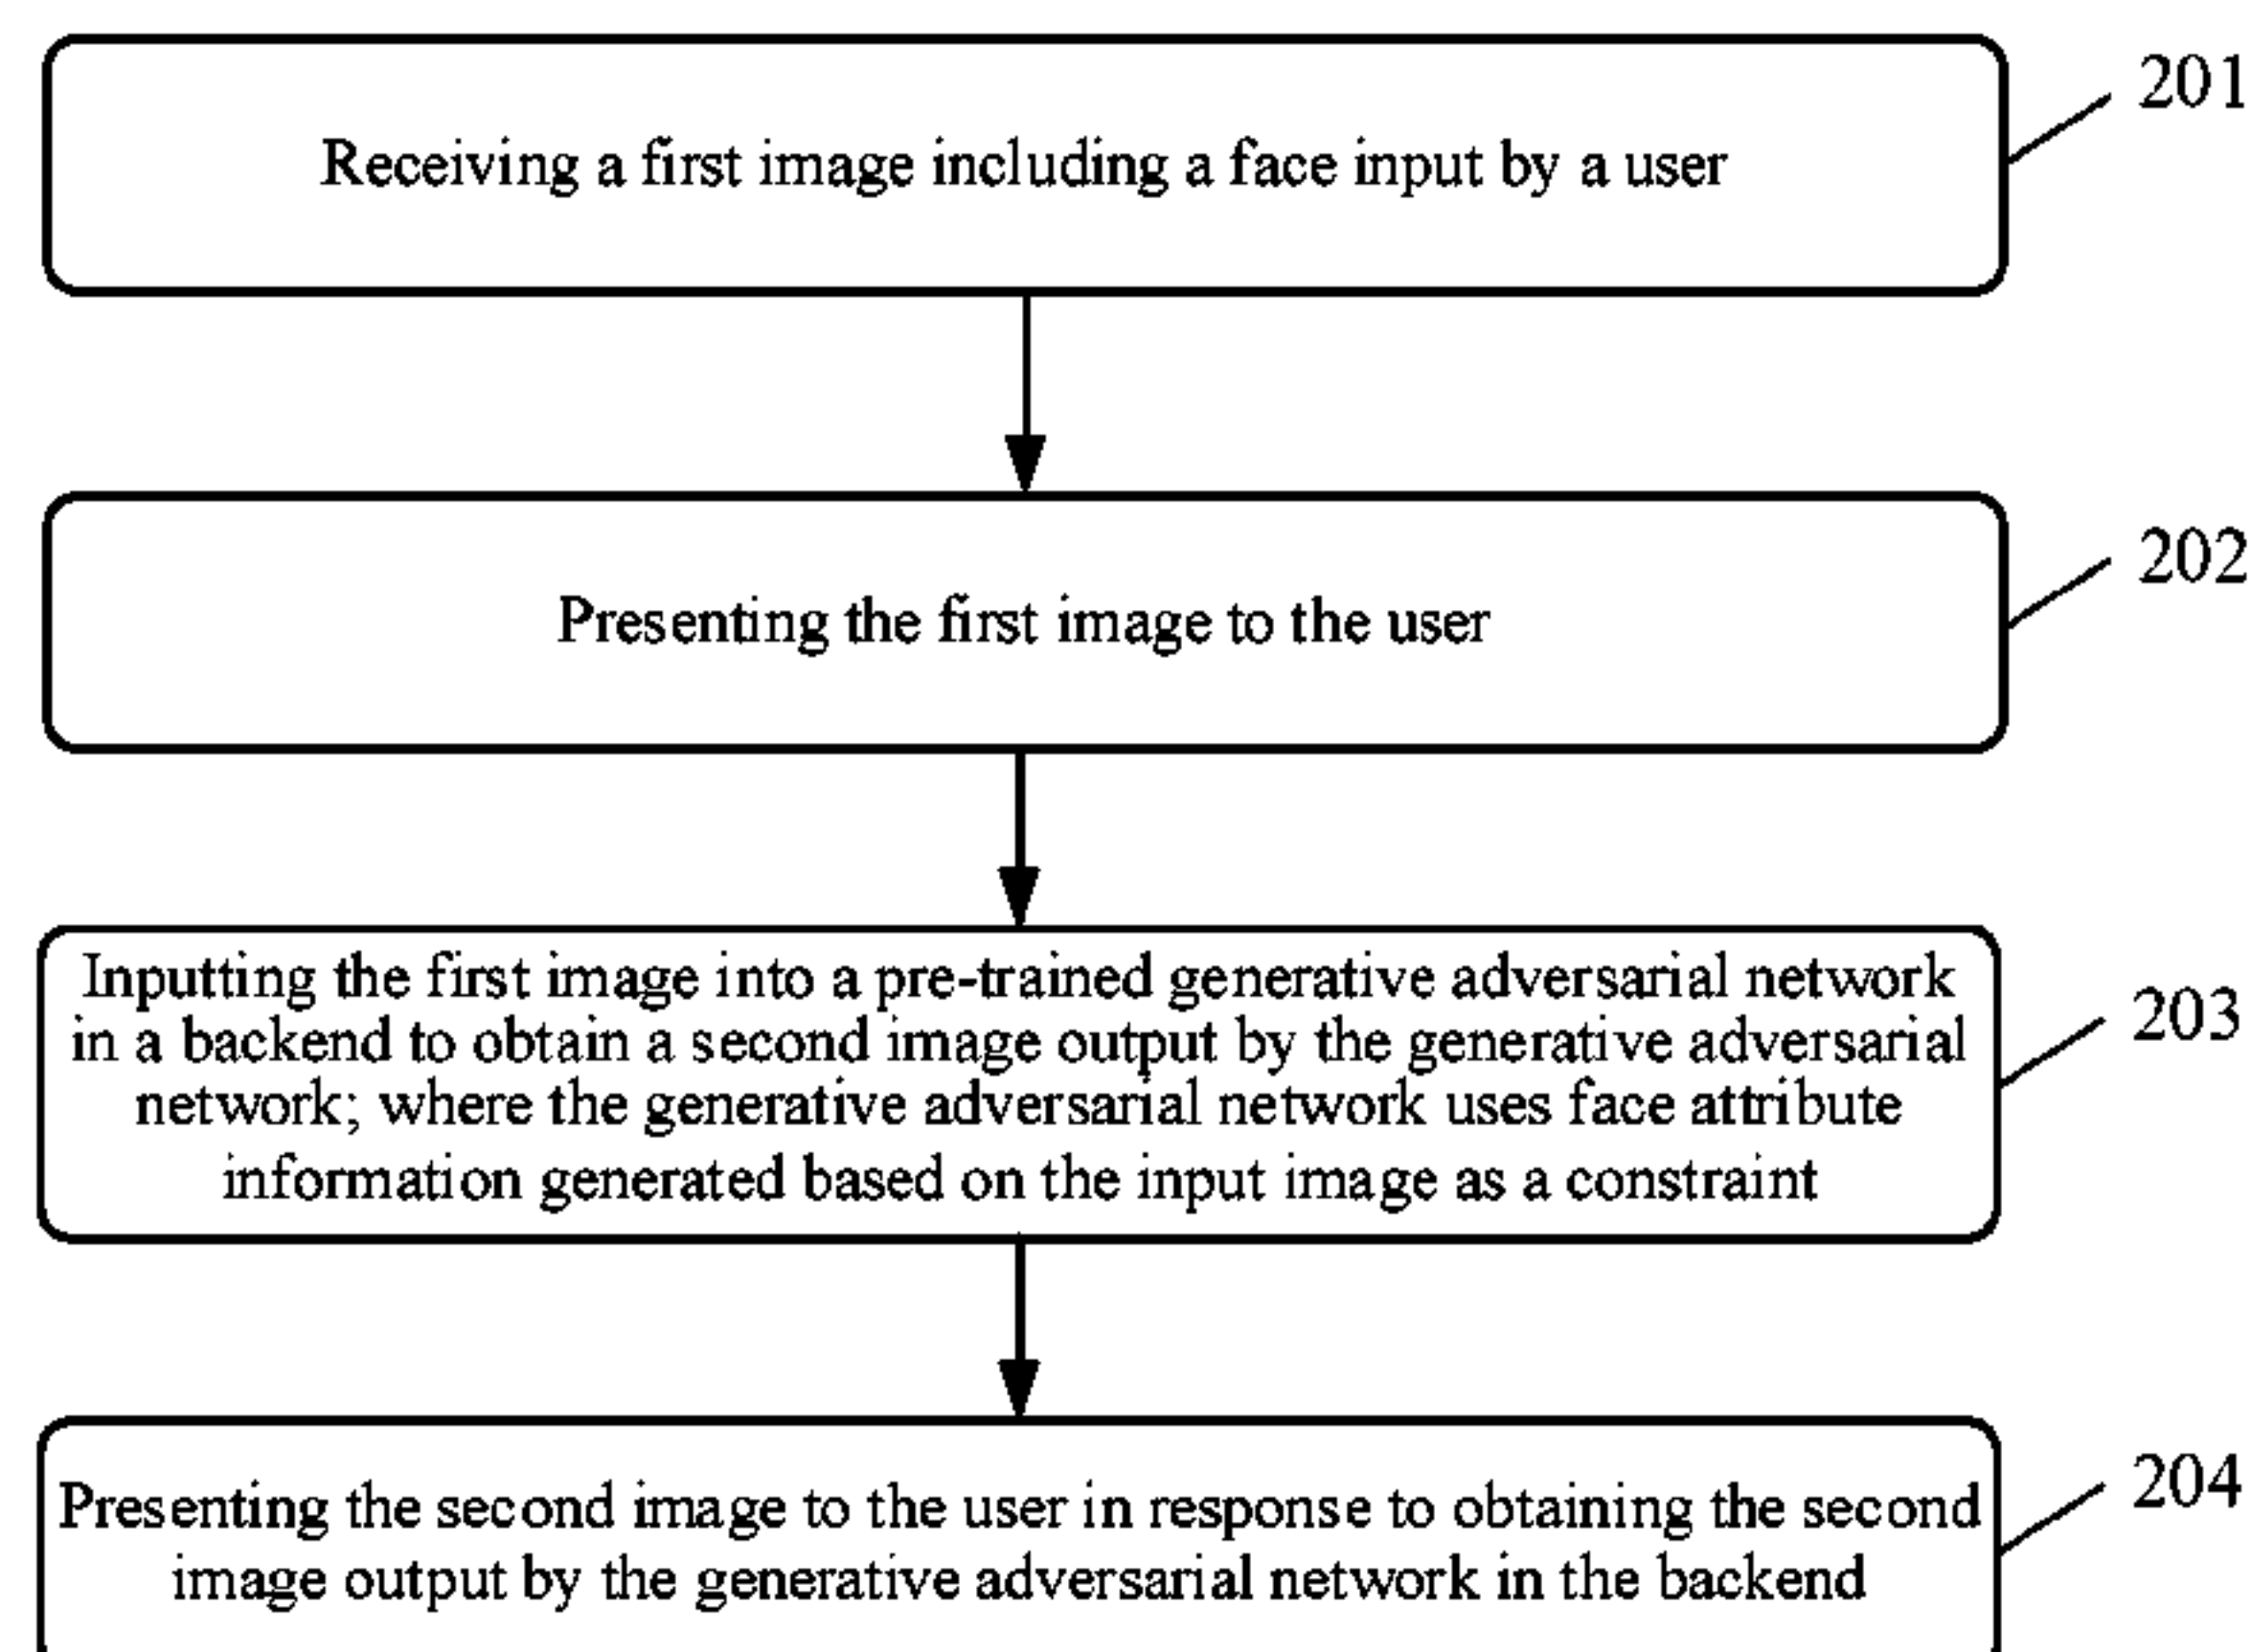 201
Receiving a first image including a face input by a user
202
Presenting the first image to the user
203
Inputting the first image into a pre-trained generative adversarial network
in a backend to obtain a second image output by the generative adversarial
network; where the generative adversarial network uses face attribute
information generated based on the input image as a constraint
204
Presenting the second image to the user in response to obtaining the second
image output by the generative adversarial network in the backend